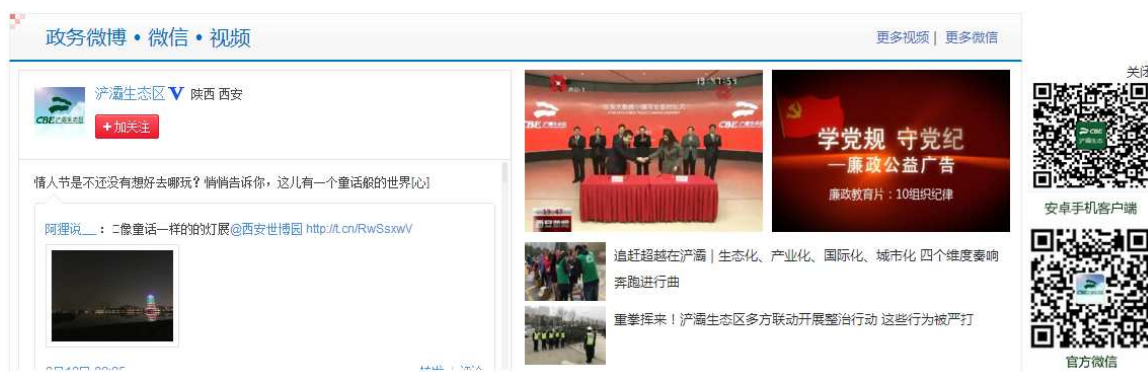 政务微博 • 微信 • 视频
更多视频 | 更多微信
关闭
浐灞生态区 V 陕西 西安
+加关注
情人节是不还没有想好去哪玩？悄悄告诉你，这儿有一个童话般的世界[心]
阿狸说__ ： □像童话一样的的灯展@西安世博园 http://t.cn/RwSsxwV
CBE
学党规 守党纪
—廉政公益广告
廉政教育片：10组织纪律
追赶超越在浐灞 | 生态化、产业化、国际化、城市化 四个维度奏响
奔跑进行曲
重拳挥来！浐灞生态区多方联动开展整治行动 这些行为被严打
安卓手机客户端
官方微信